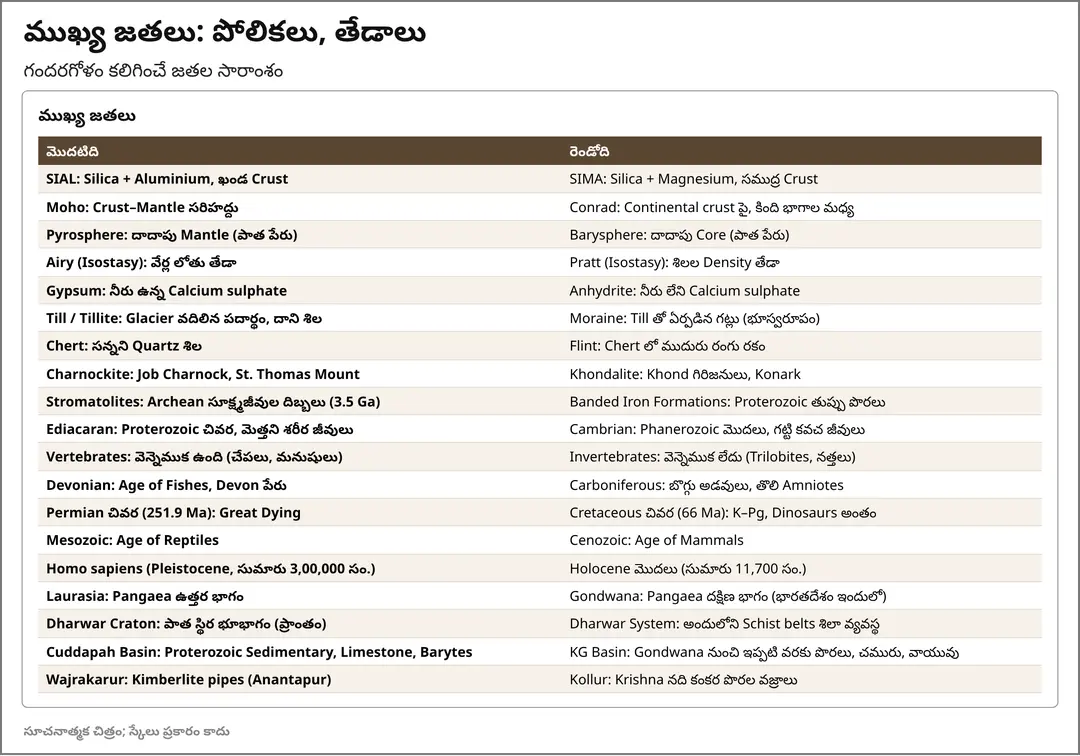 ముఖ్య జతలు: పోలికలు, తేడాలు
గందరగోళం కలిగించే జతల సారాంశం
ముఖ్య జతలు
మొదటిది రెండోది
SIAL: Silica + Aluminium, ఖండ Crust SIMA: Silica + Magnesium, సముద్ర Crust
Moho: Crust–Mantle సరిహద్దు Conrad: Continental crust పై, కింది భాగాల మధ్య
Pyrosphere: దాదాపు Mantle (పాత పేరు) Barysphere: దాదాపు Core (పాత పేరు)
Airy (Isostasy): వేర్ల లోతు తేడా Pratt (Isostasy): శిలల Density తేడా
Gypsum: నీరు ఉన్న Calcium sulphate Anhydrite: నీరు లేని Calcium sulphate
Till / Tillite: Glacier వదిలిన పదార్థం, దాని శిల Moraine: Till తో ఏర్పడిన గట్లు (భూస్వరూపం)
Chert: సన్నని Quartz శిల Flint: Chert లో ముదురు రంగు రకం
Charnockite: Job Charnock, St. Thomas Mount Khondalite: Khond గిరిజనులు, Konark
Stromatolites: Archean సూక్ష్మజీవుల దిబ్బలు (3.5 Ga) Banded Iron Formations: Proterozoic తుప్పు పొరలు
Ediacaran: Proterozoic చివర, మెత్తని శరీర జీవులు Cambrian: Phanerozoic మొదలు, గట్టి కవచ జీవులు
Vertebrates: వెన్నెముక ఉంది (చేపలు, మనుషులు) Invertebrates: వెన్నెముక లేదు (Trilobites, నత్తలు)
Devonian: Age of Fishes, Devon పేరు Carboniferous: బొగ్గు అడవులు, తొలి Amniotes
Permian చివర (251.9 Ma): Great Dying Cretaceous చివర (66 Ma): K–Pg, Dinosaurs అంతం
Mesozoic: Age of Reptiles Cenozoic: Age of Mammals
Homo sapiens (Pleistocene, సుమారు 3,00,000 సం.) Holocene మొదలు (సుమారు 11,700 సం.)
Laurasia: Pangaea ఉత్తర భాగం Gondwana: Pangaea దక్షిణ భాగం (భారతదేశం ఇందులో)
Dharwar Craton: పాత స్థిర భూభాగం (ప్రాంతం) Dharwar System: అందులోని Schist belts శిలా వ్యవస్థ
Cuddapah Basin: Proterozoic Sedimentary, Limestone, Barytes KG Basin: Gondwana నుంచి ఇప్పటి వరకు పొరలు, చమురు, వాయువు
Wajrakarur: Kimberlite pipes (Anantapur) Kollur: Krishna నది కంకర పొరల వజ్రాలు
సూచనాత్మక చిత్రం; స్కేలు ప్రకారం కాదు